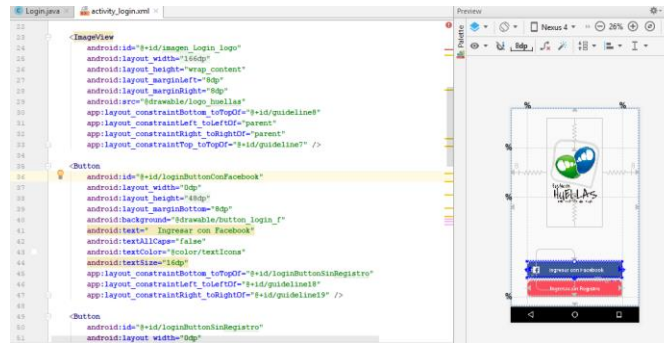 Login.java
activity_login.xml
Preview
Palette
Nexus 4
26%
8dp
22
23 <ImageView
24 android:id="@+id/imagen_Login_logo"
25 android:layout_width="166dp"
26 android:layout_height="wrap_content"
27 android:layout_marginLeft="8dp"
28 android:layout_marginRight="8dp"
29 android:src="@drawable/logo_huellas"
30 app:layout_constraintBottom_toTopOf="@+id/guideline8"
31 app:layout_constraintLeft_toLeftOf="parent"
32 app:layout_constraintRight_toRightOf="parent"
33 app:layout_constraintTop_toTopOf="@+id/guideline7" />
34
35 <Button
36 android:id="@+id/loginButtonConFacebook"
37 android:layout_width="0dp"
38 android:layout_height="48dp"
39 android:layout_marginBottom="8dp"
40 android:background="@drawable/button_login_f"
41 android:text="  Ingresar con Facebook"
42 android:textAllCaps="false"
43 android:textColor="@color/textIcons"
44 android:textSize="16dp"
45 app:layout_constraintBottom_toTopOf="@+id/loginButtonSinRegistro"
46 app:layout_constraintLeft_toLeftOf="@+id/guideline18"
47 app:layout_constraintRight_toRightOf="@+id/guideline19" />
48
49 <Button
50 android:id="@+id/loginButtonSinRegistro"
51 android:layout_width="0dp"
% %
%
%
HUELLAS
Ingresar con Facebook
Ingresar sin Registro
%